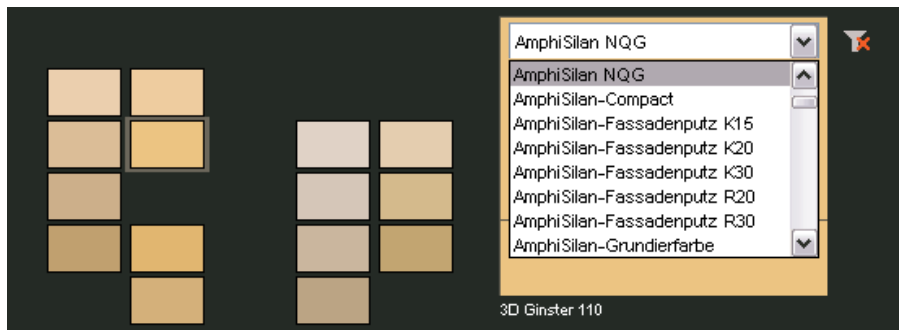 AmphiSilan NQG
AmphiSilan NQG
AmphiSilan-Compact
AmphiSilan-Fassadenputz K15
AmphiSilan-Fassadenputz K20
AmphiSilan-Fassadenputz K30
AmphiSilan-Fassadenputz R20
AmphiSilan-Fassadenputz R30
AmphiSilan-Grundierfarbe
3D Ginster 110